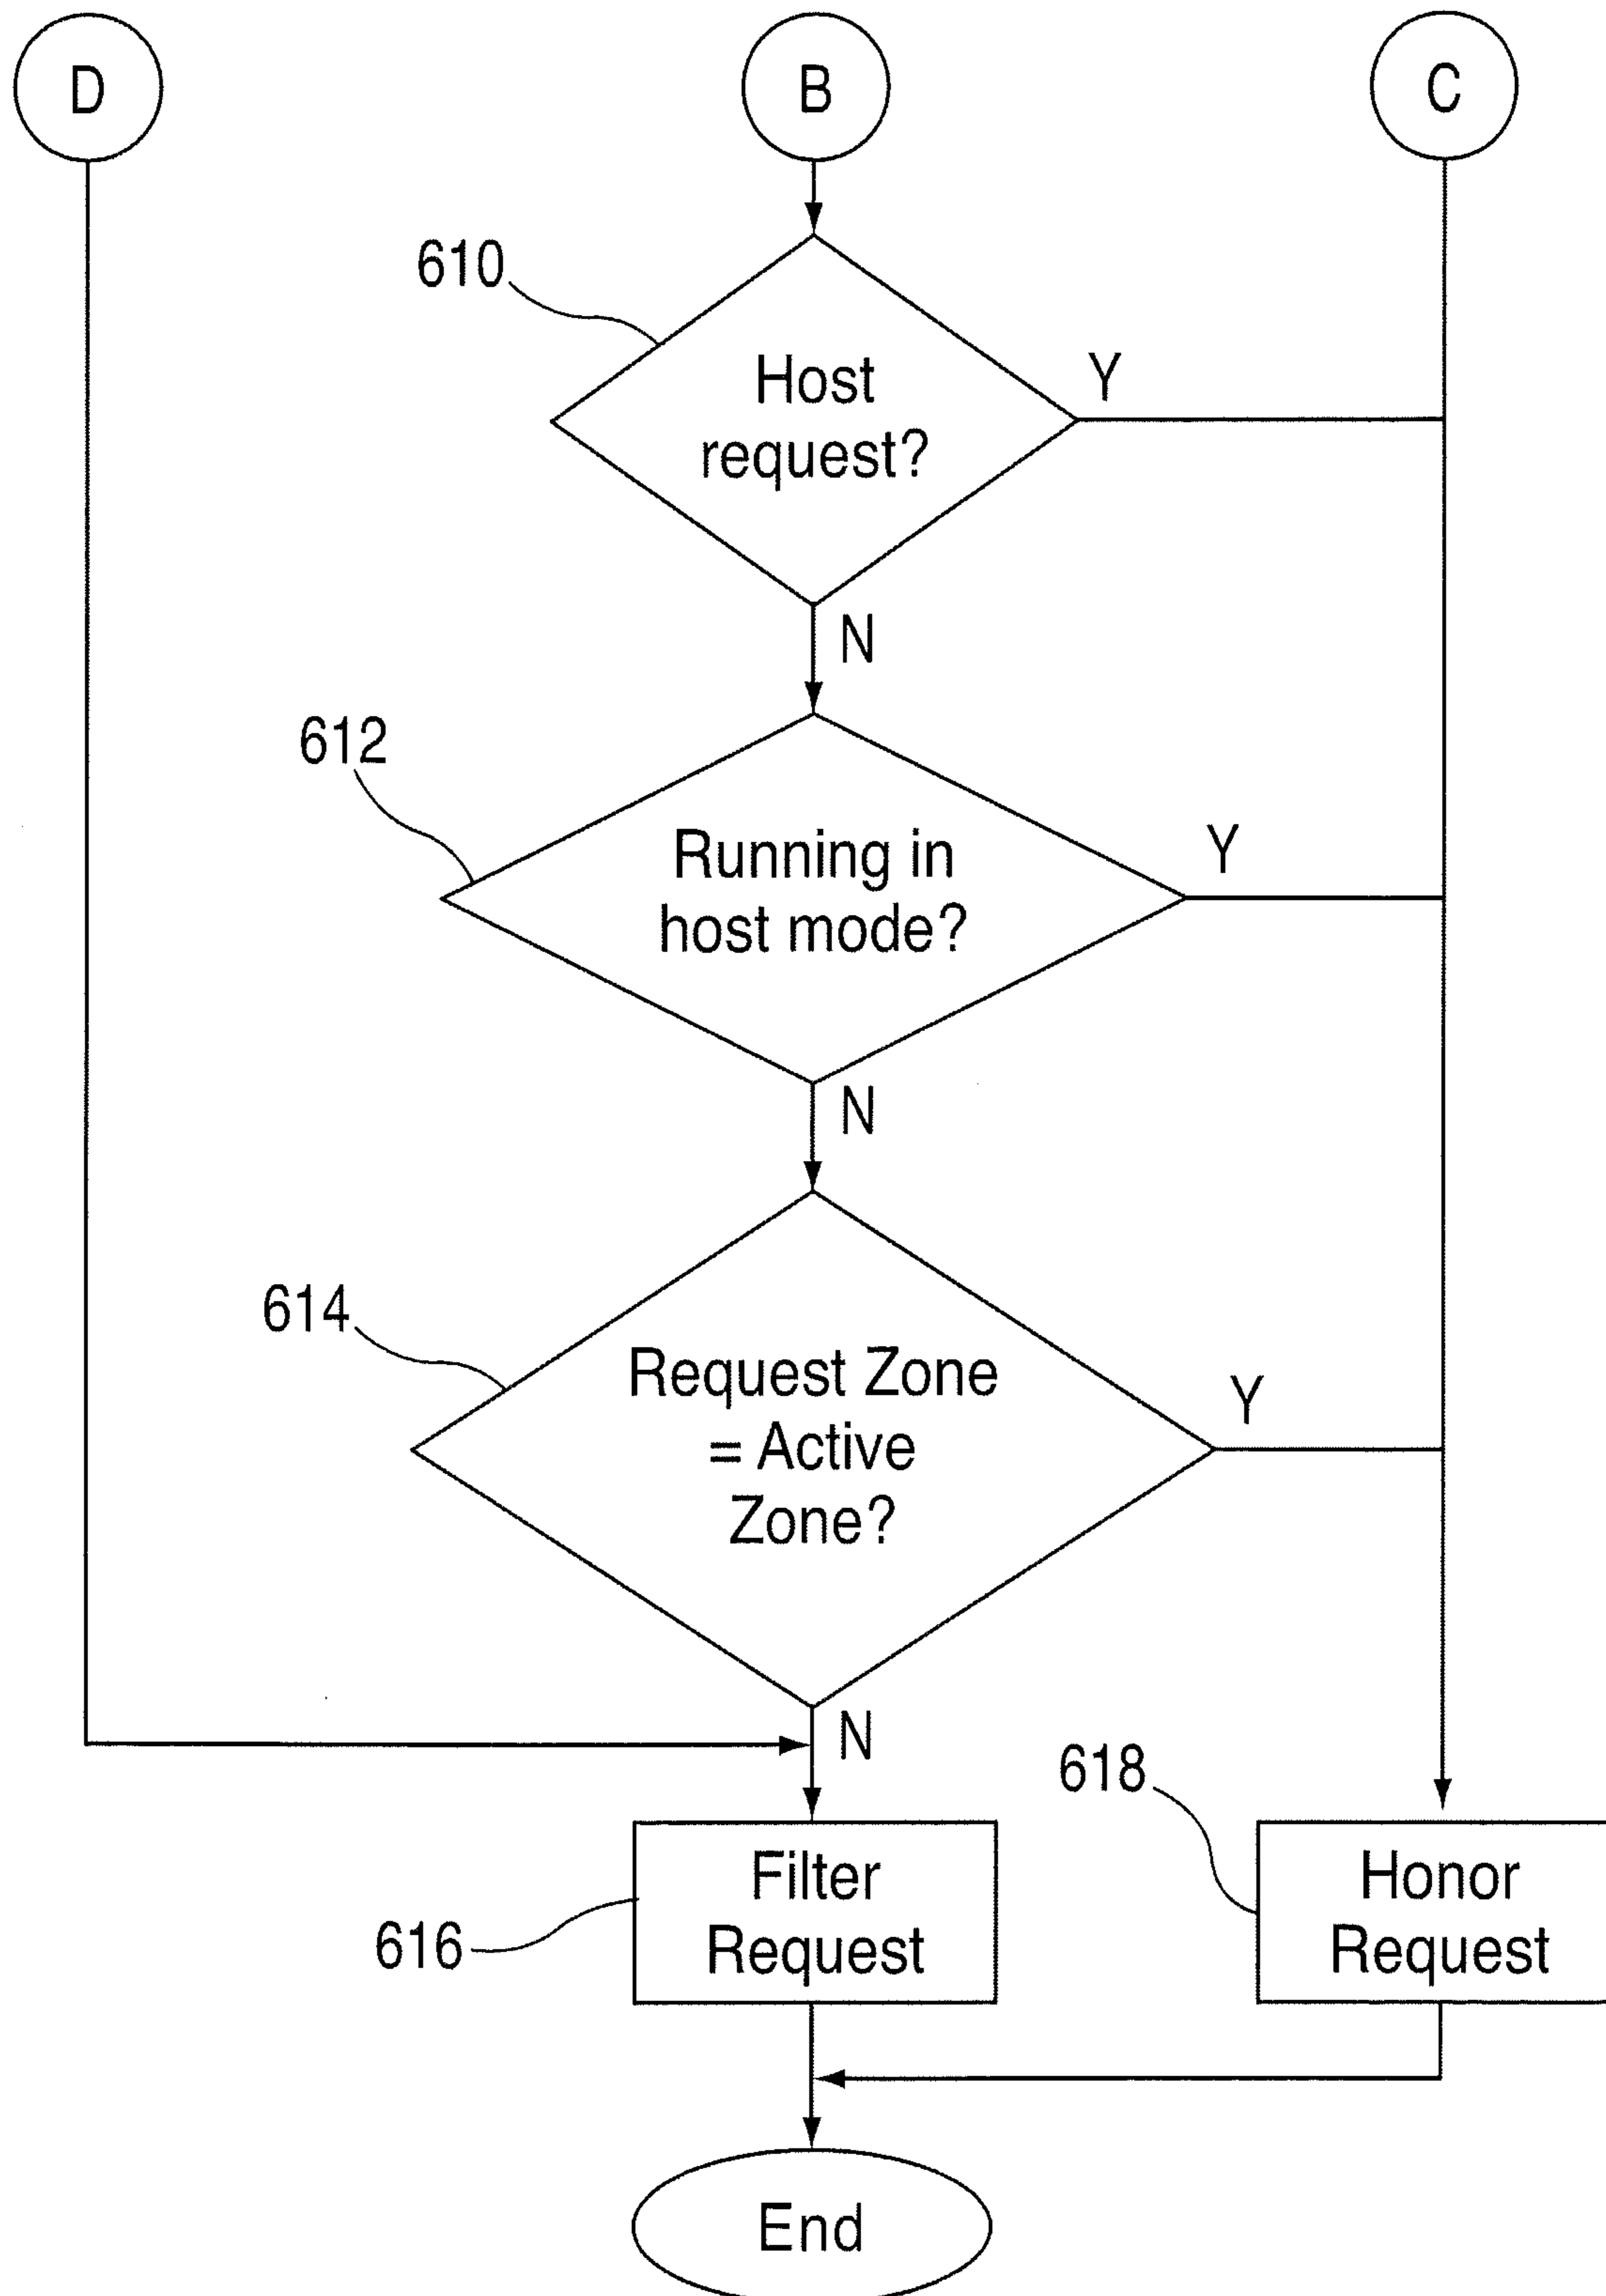 D
B
C
610
Host
request?
Y
N
612
Running in
host mode?
Y
N
614
Request Zone
= Active
Zone?
Y
N
618
Filter
Request
616
Honor
Request
End